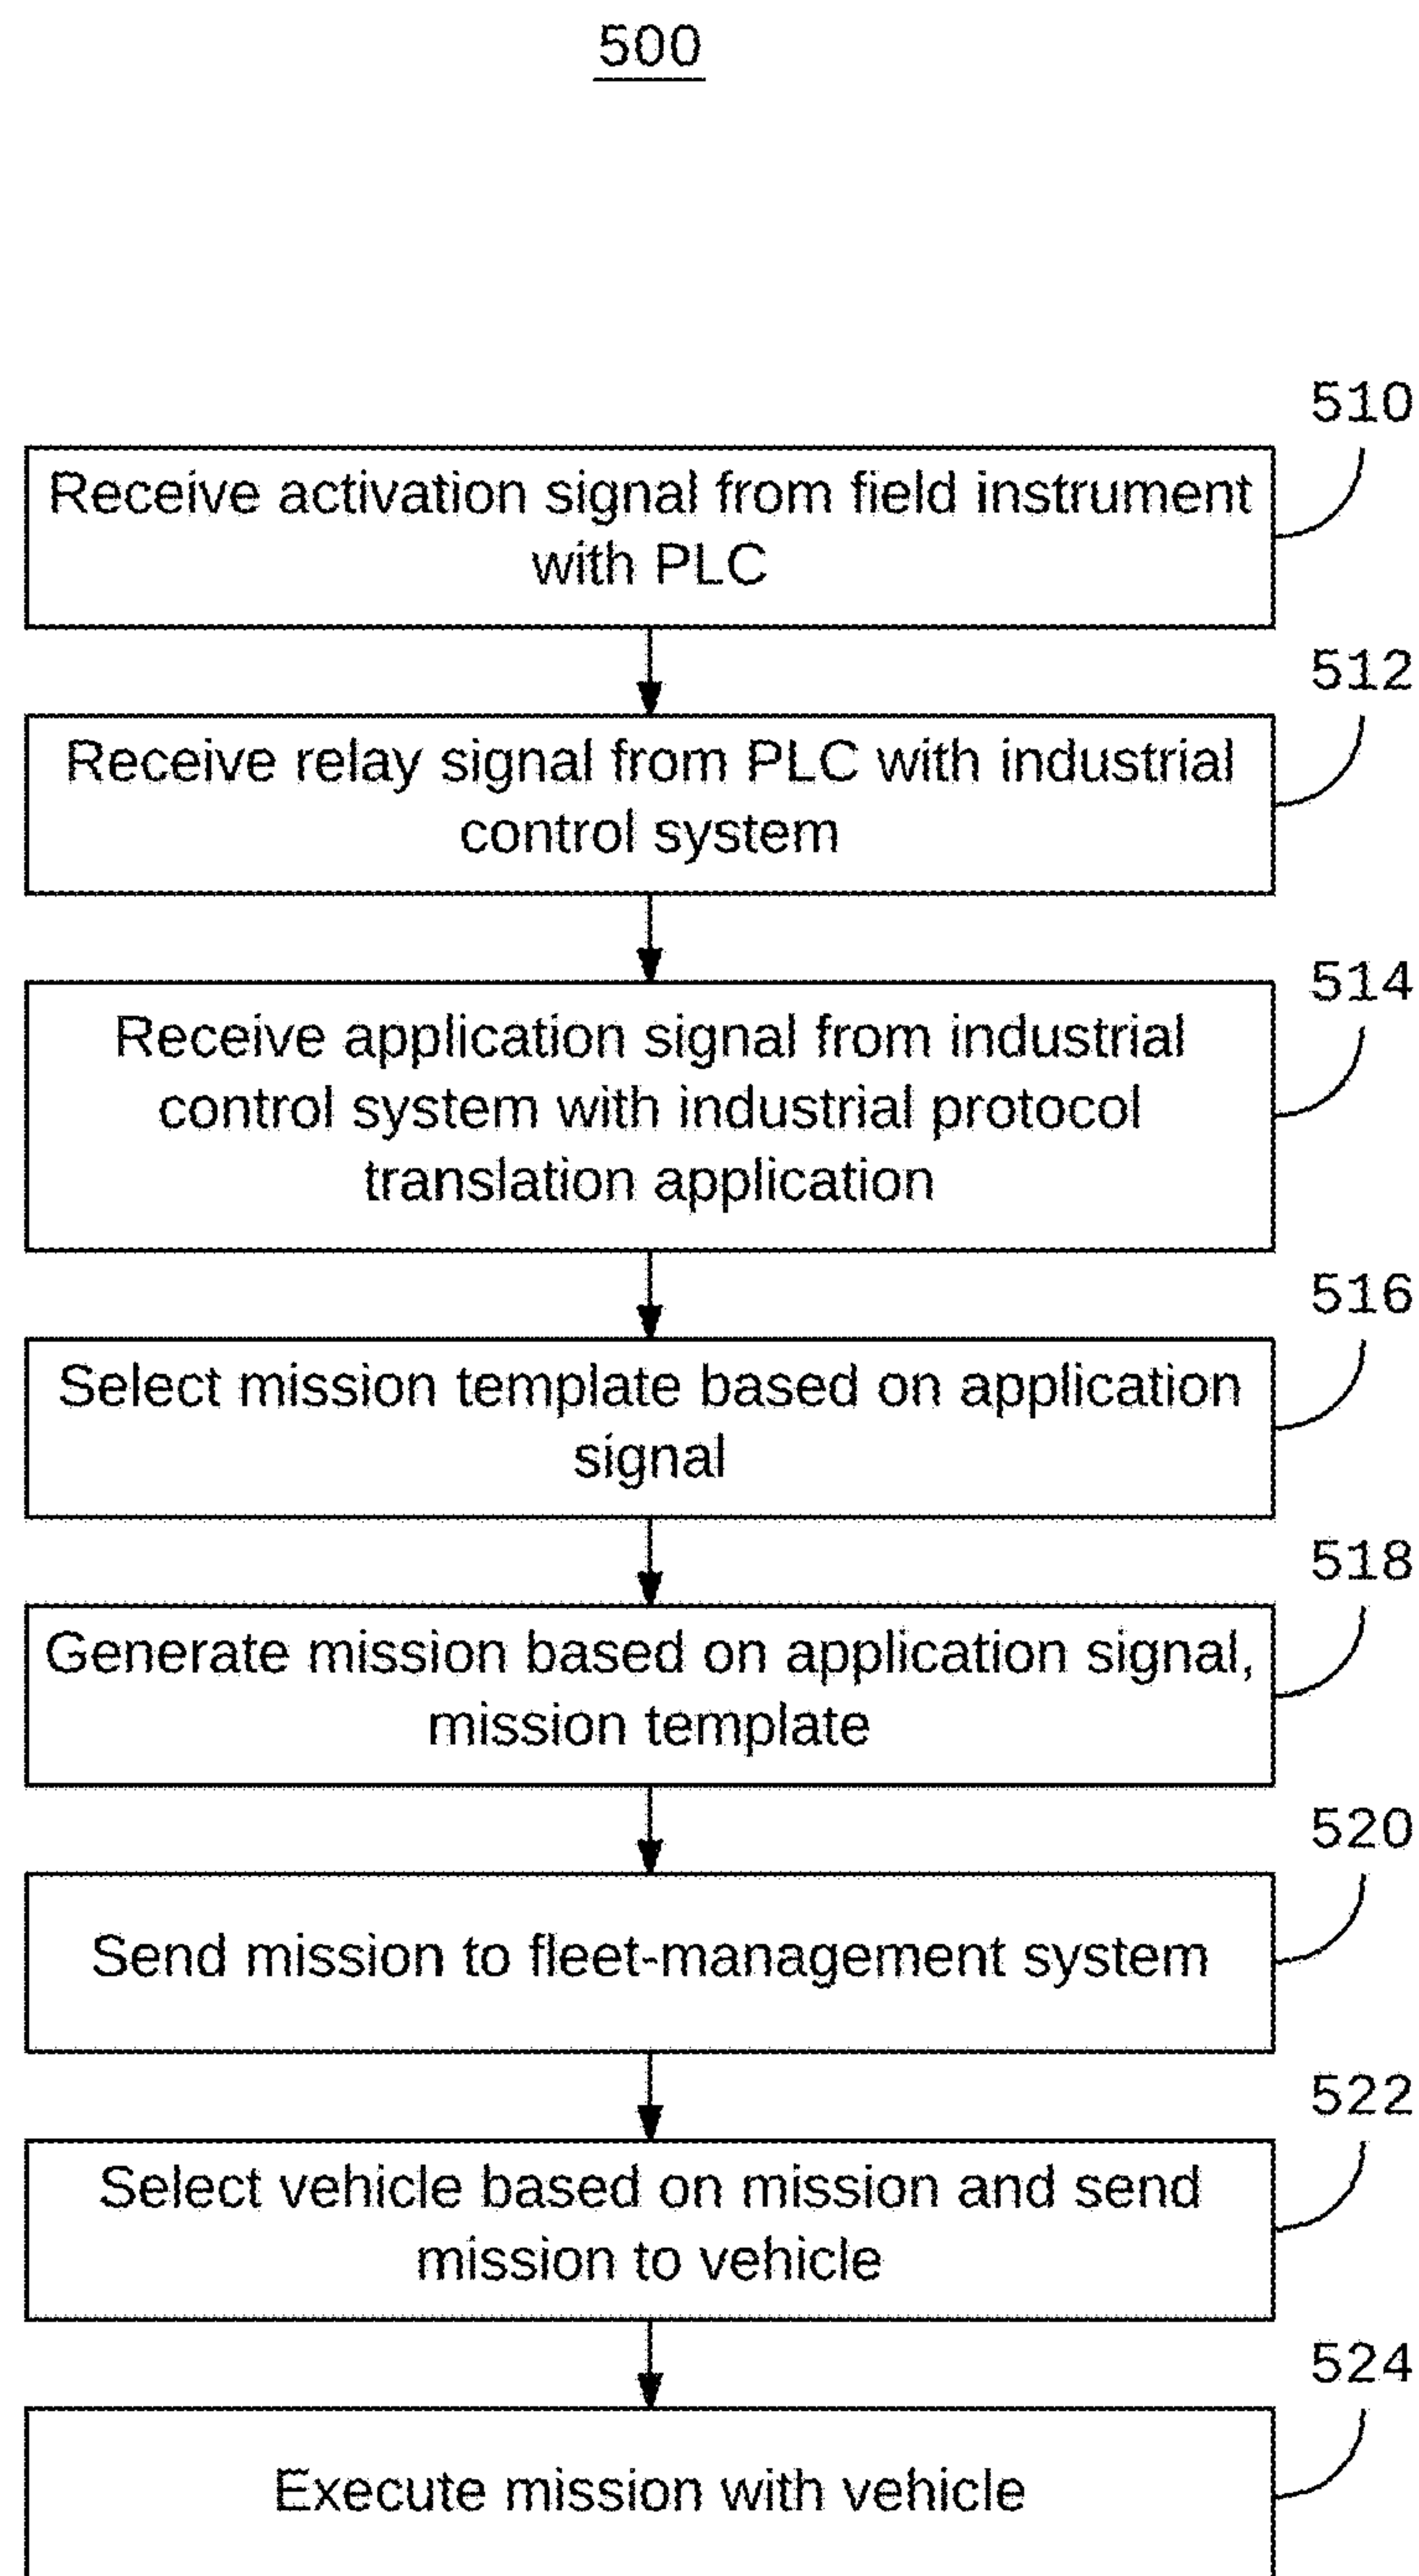 500
510
Receive activation signal from field instrument
with PLC
512
Receive relay signal from PLC with industrial
control system
514
Receive application signal from industrial
control system with industrial protocol
translation application
516
Select mission template based on application
signal
518
Generate mission based on application signal,
mission template
520
Send mission to fleet-management system
522
Select vehicle based on mission and send
mission to vehicle
524
Execute mission with vehicle